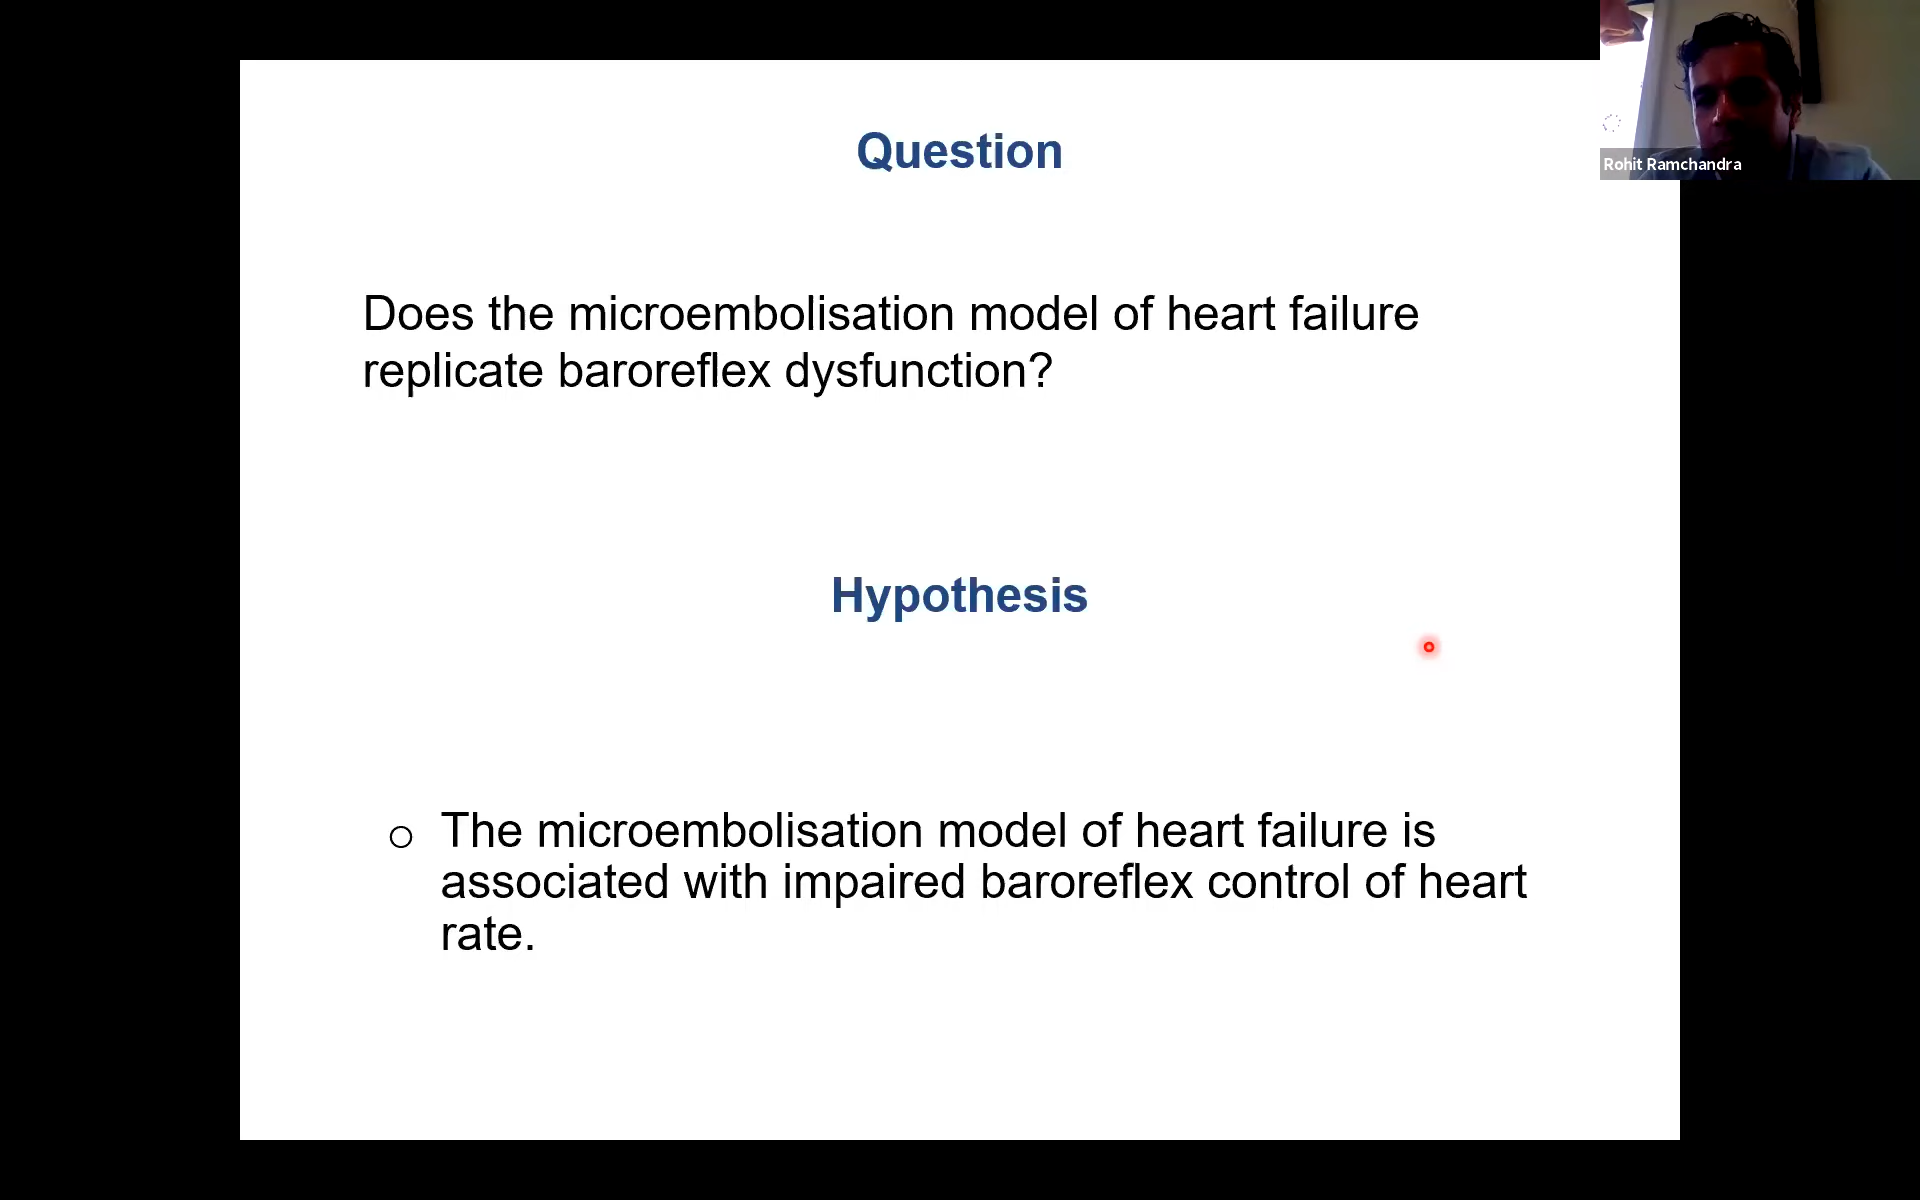 Question
Rohit Ramchandra
Does the microembolisation model of heart failure
replicate baroreflex dysfunction?
Hypothesis
The microembolisation model of heart failure is
associated with impaired baroreflex control of heart
rate.